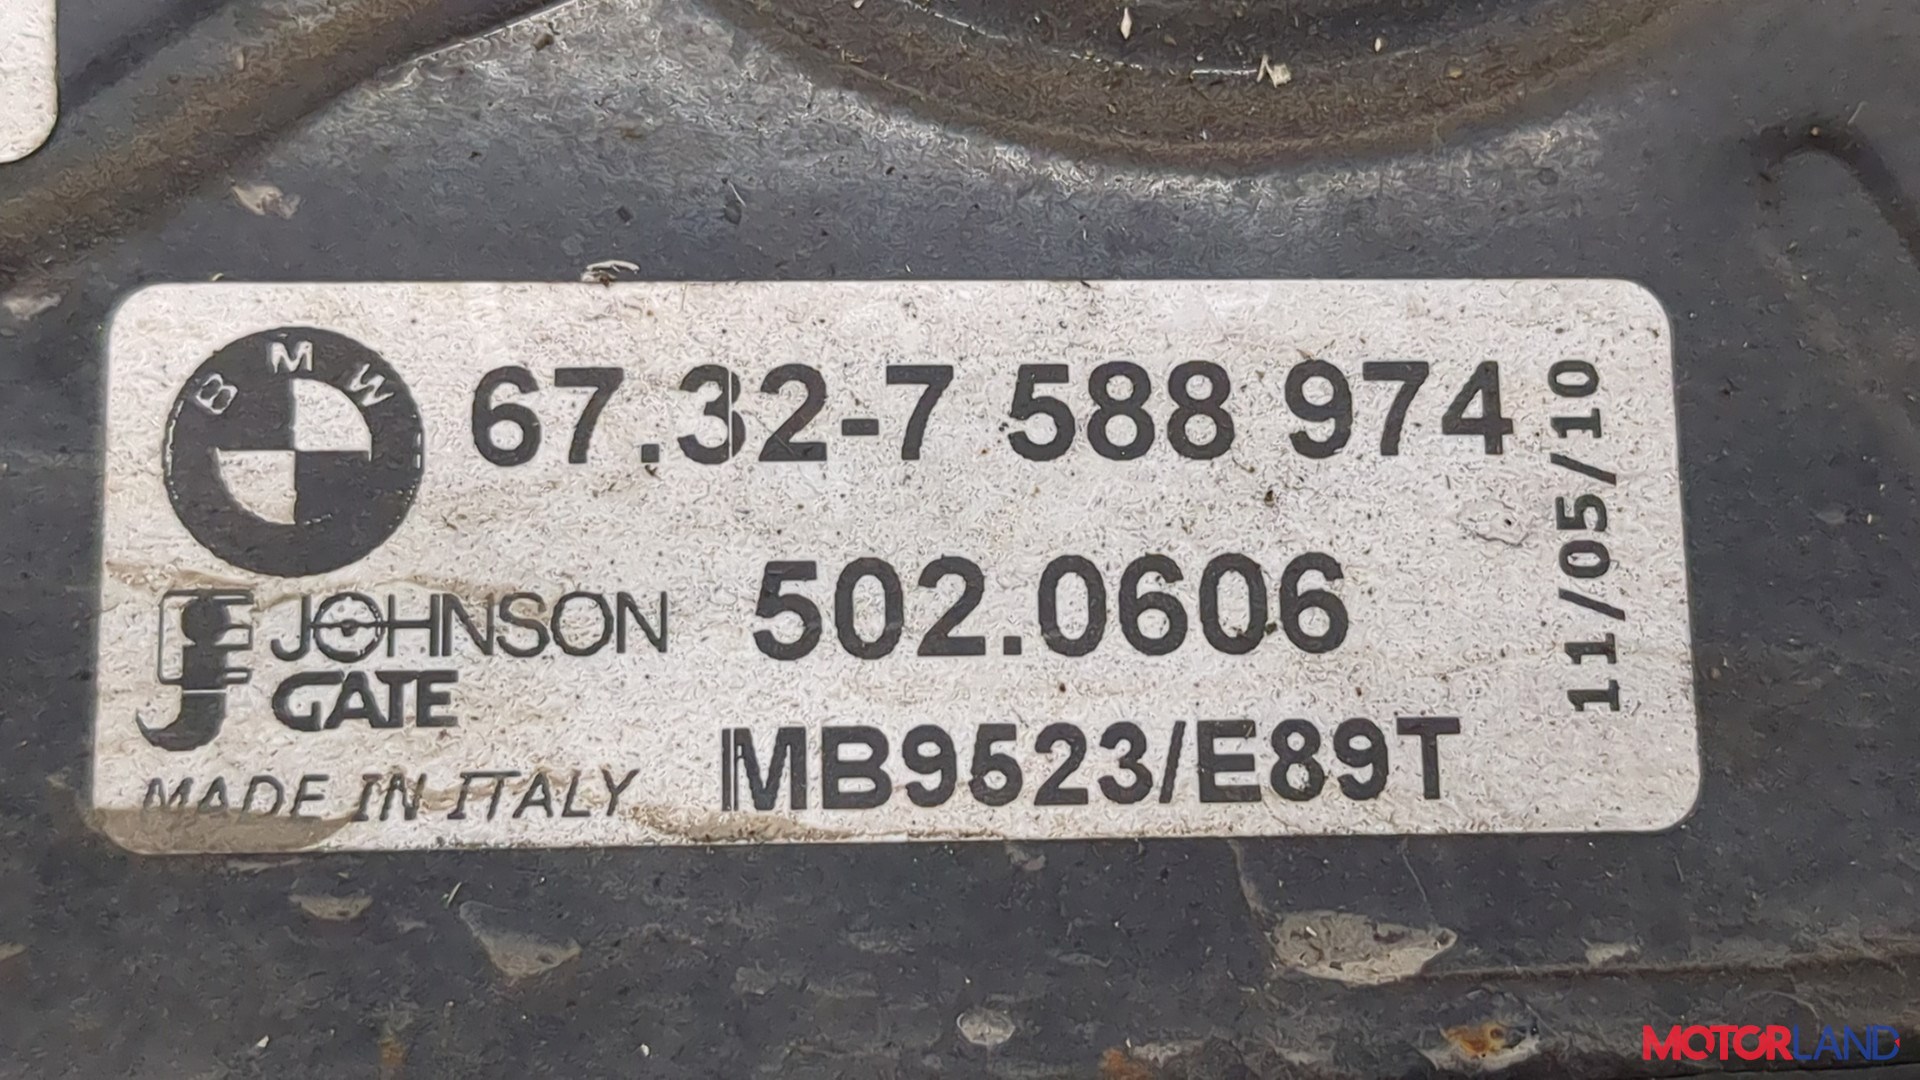 BMW
67.32-7 588 974
JOHNSON
GATE
502.0606
MADE IN ITALY
MB9523/E89T
11/05/10
MOTORLAND